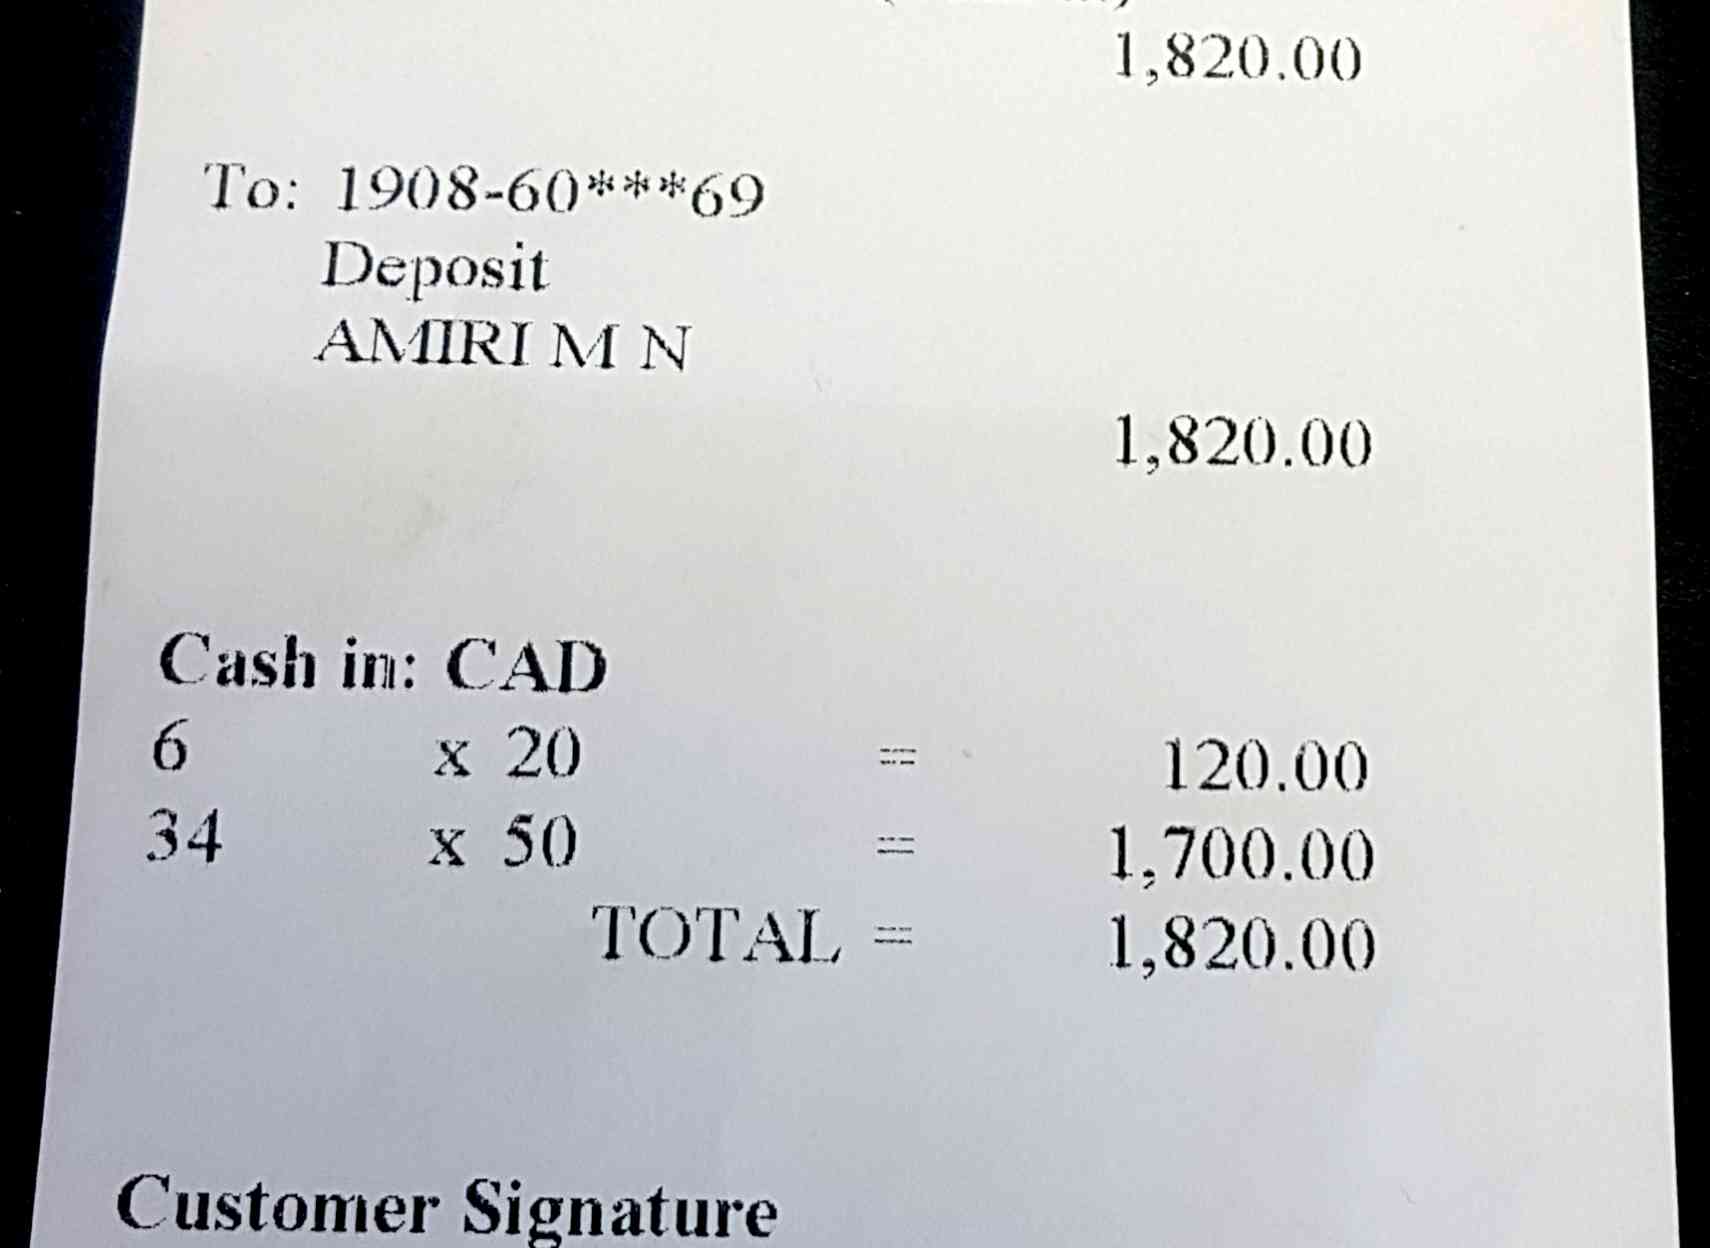 1,820.00
To: 1908-60***69
Deposit
AMIRI M N
1,820.00
Cash in: CAD
6 x 20 = 120.00
34 x 50 = 1,700.00
TOTAL = 1,820.00
Customer Signature